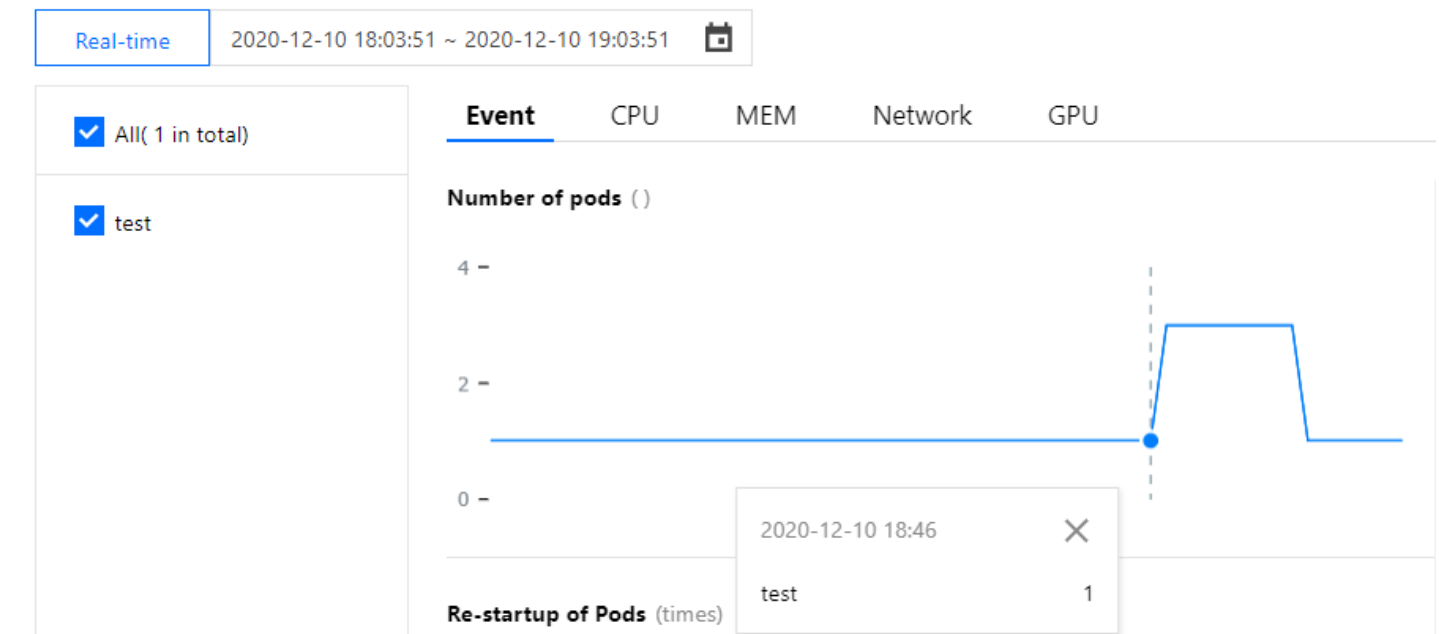 Real-time 2020-12-10 18:03:51 ~ 2020-12-10 19:03:51
All( 1 in total)
test
Event CPU MEM Network GPU
Number of pods ()
4
2
0
2020-12-10 18:46
test 1
Re-startup of Pods (times)